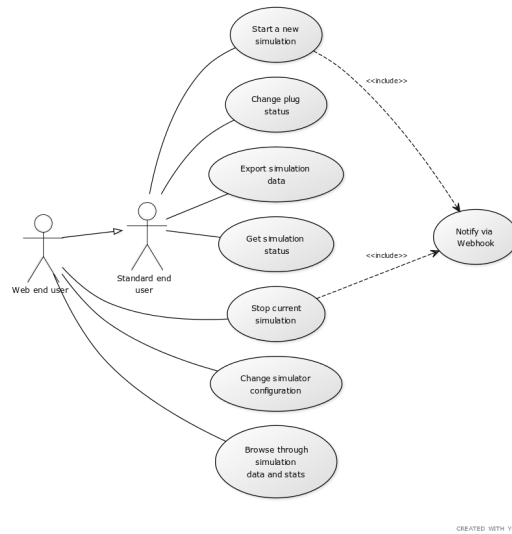 Start a new
simulation
<<include>>
Change plug
status
Export simulation
data
Notify via
Webhook
Get simulation
status
<<include>>
Standard end
user
Web end user
Stop current
simulation
Change simulator
configuration
Browse through
simulation
data and stats
CREATED WITH Y